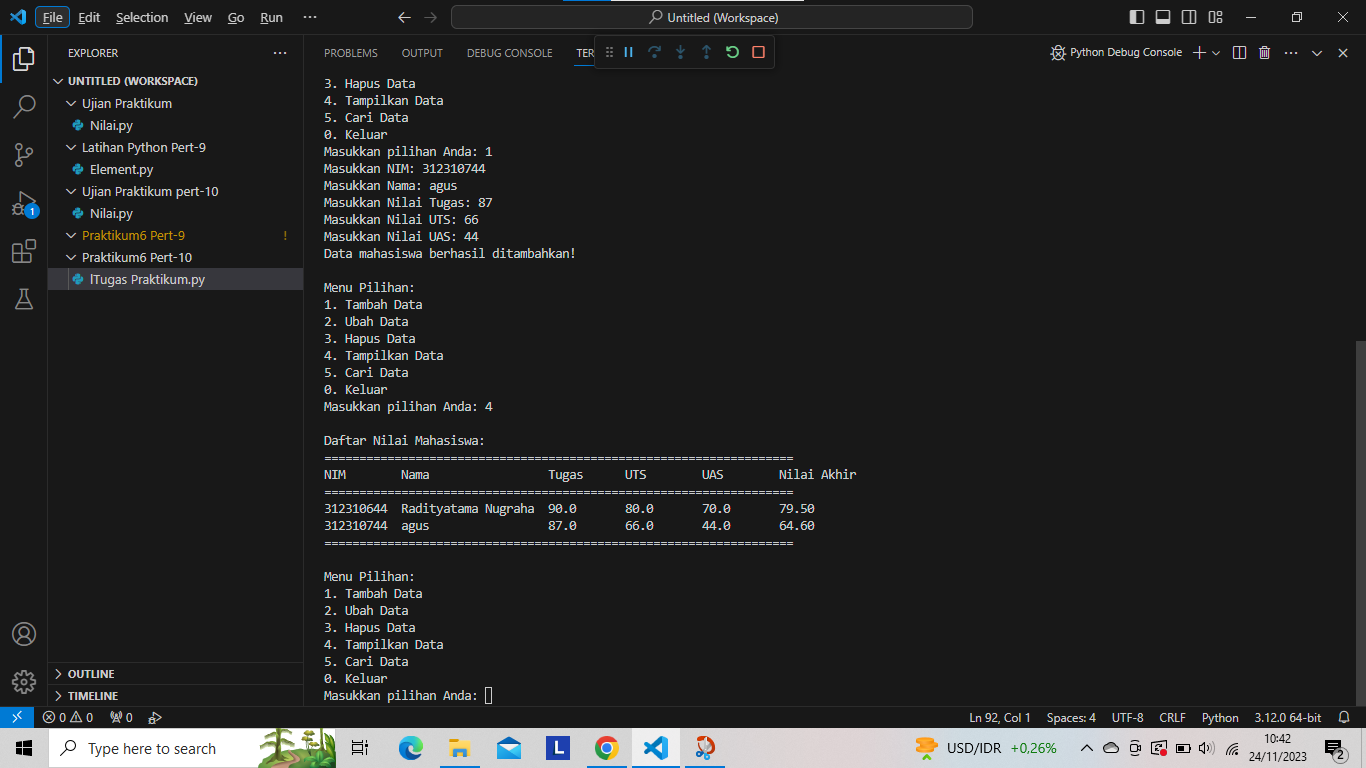 File Edit Selection View Go Run ··· Untitled (Workspace)
EXPLORER ···
UNTITLED (WORKSPACE)
Ujian Praktikum
Nilai.py
Latihan Python Pert-9
Element.py
Ujian Praktikum pert-10
Nilai.py
Praktikum6 Pert-9 !
Praktikum6 Pert-10
lTugas Praktikum.py
OUTLINE
TIMELINE
1
PROBLEMS OUTPUT DEBUG CONSOLE TER
Python Debug Console
3. Hapus Data
4. Tampilkan Data
5. Cari Data
0. Keluar
Masukkan pilihan Anda: 1
Masukkan NIM: 312310744
Masukkan Nama: agus
Masukkan Nilai Tugas: 87
Masukkan Nilai UTS: 66
Masukkan Nilai UAS: 44
Data mahasiswa berhasil ditambahkan!
Menu Pilihan:
1. Tambah Data
2. Ubah Data
3. Hapus Data
4. Tampilkan Data
5. Cari Data
0. Keluar
Masukkan pilihan Anda: 4
Daftar Nilai Mahasiswa:
===================================================================
NIM Nama Tugas UTS UAS Nilai Akhir
===================================================================
312310644 Radityatama Nugraha 90.0 80.0 70.0 79.50
312310744 agus 87.0 66.0 44.0 64.60
===================================================================
Menu Pilihan:
1. Tambah Data
2. Ubah Data
3. Hapus Data
4. Tampilkan Data
5. Cari Data
0. Keluar
Masukkan pilihan Anda:
0 0 0 Ln 92, Col 1 Spaces: 4 UTF-8 CRLF Python 3.12.0 64-bit
Type here to search L USD/IDR +0,26% 10:42
24/11/2023 2